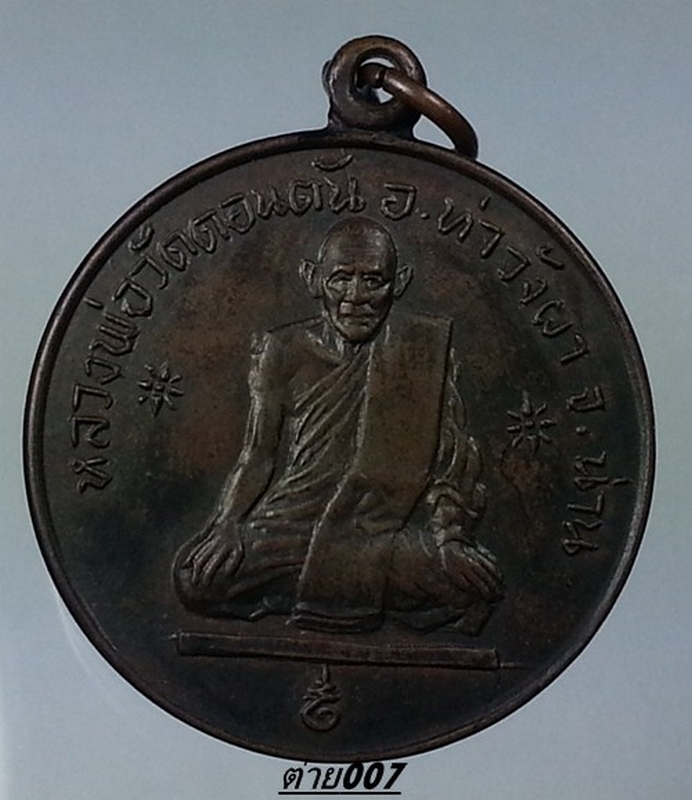 หลวงพ่อวัดดอนตัน อ. ท่าวังผา จ. น่าน
ต่าย007